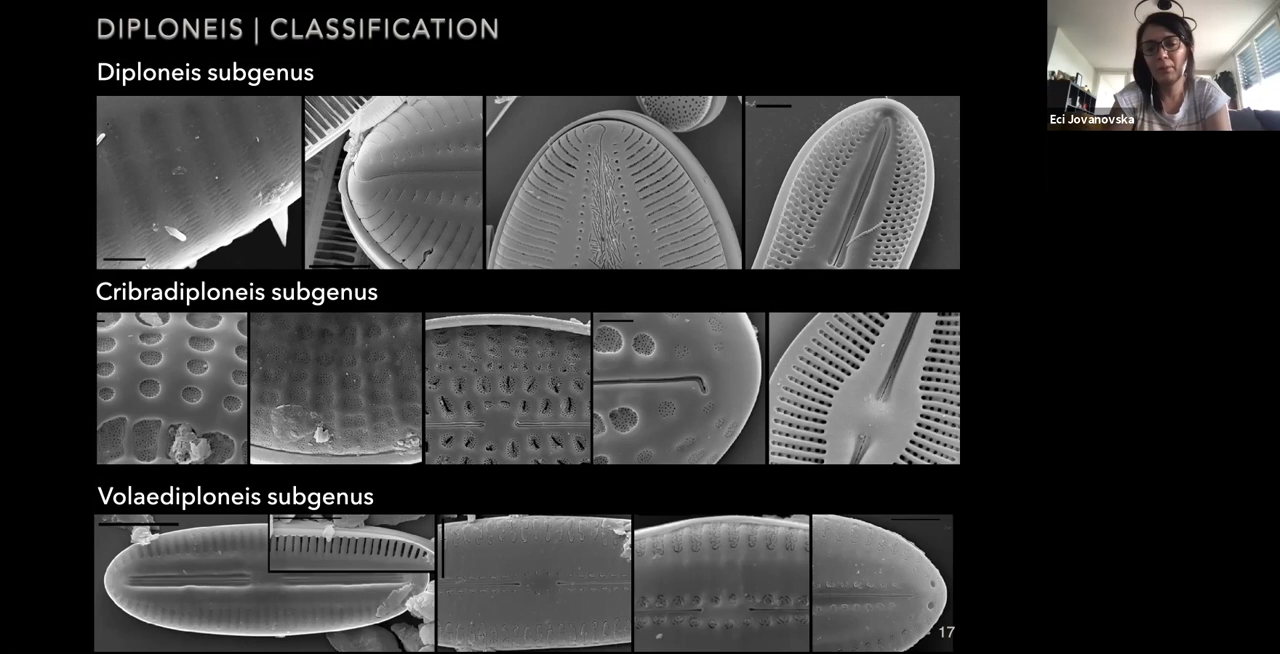 DIPLONEIS | CLASSIFICATION
Diploneis subgenus
Cribradiploneis subgenus
Volaediploneis subgenus
17
Eci Jovanovska